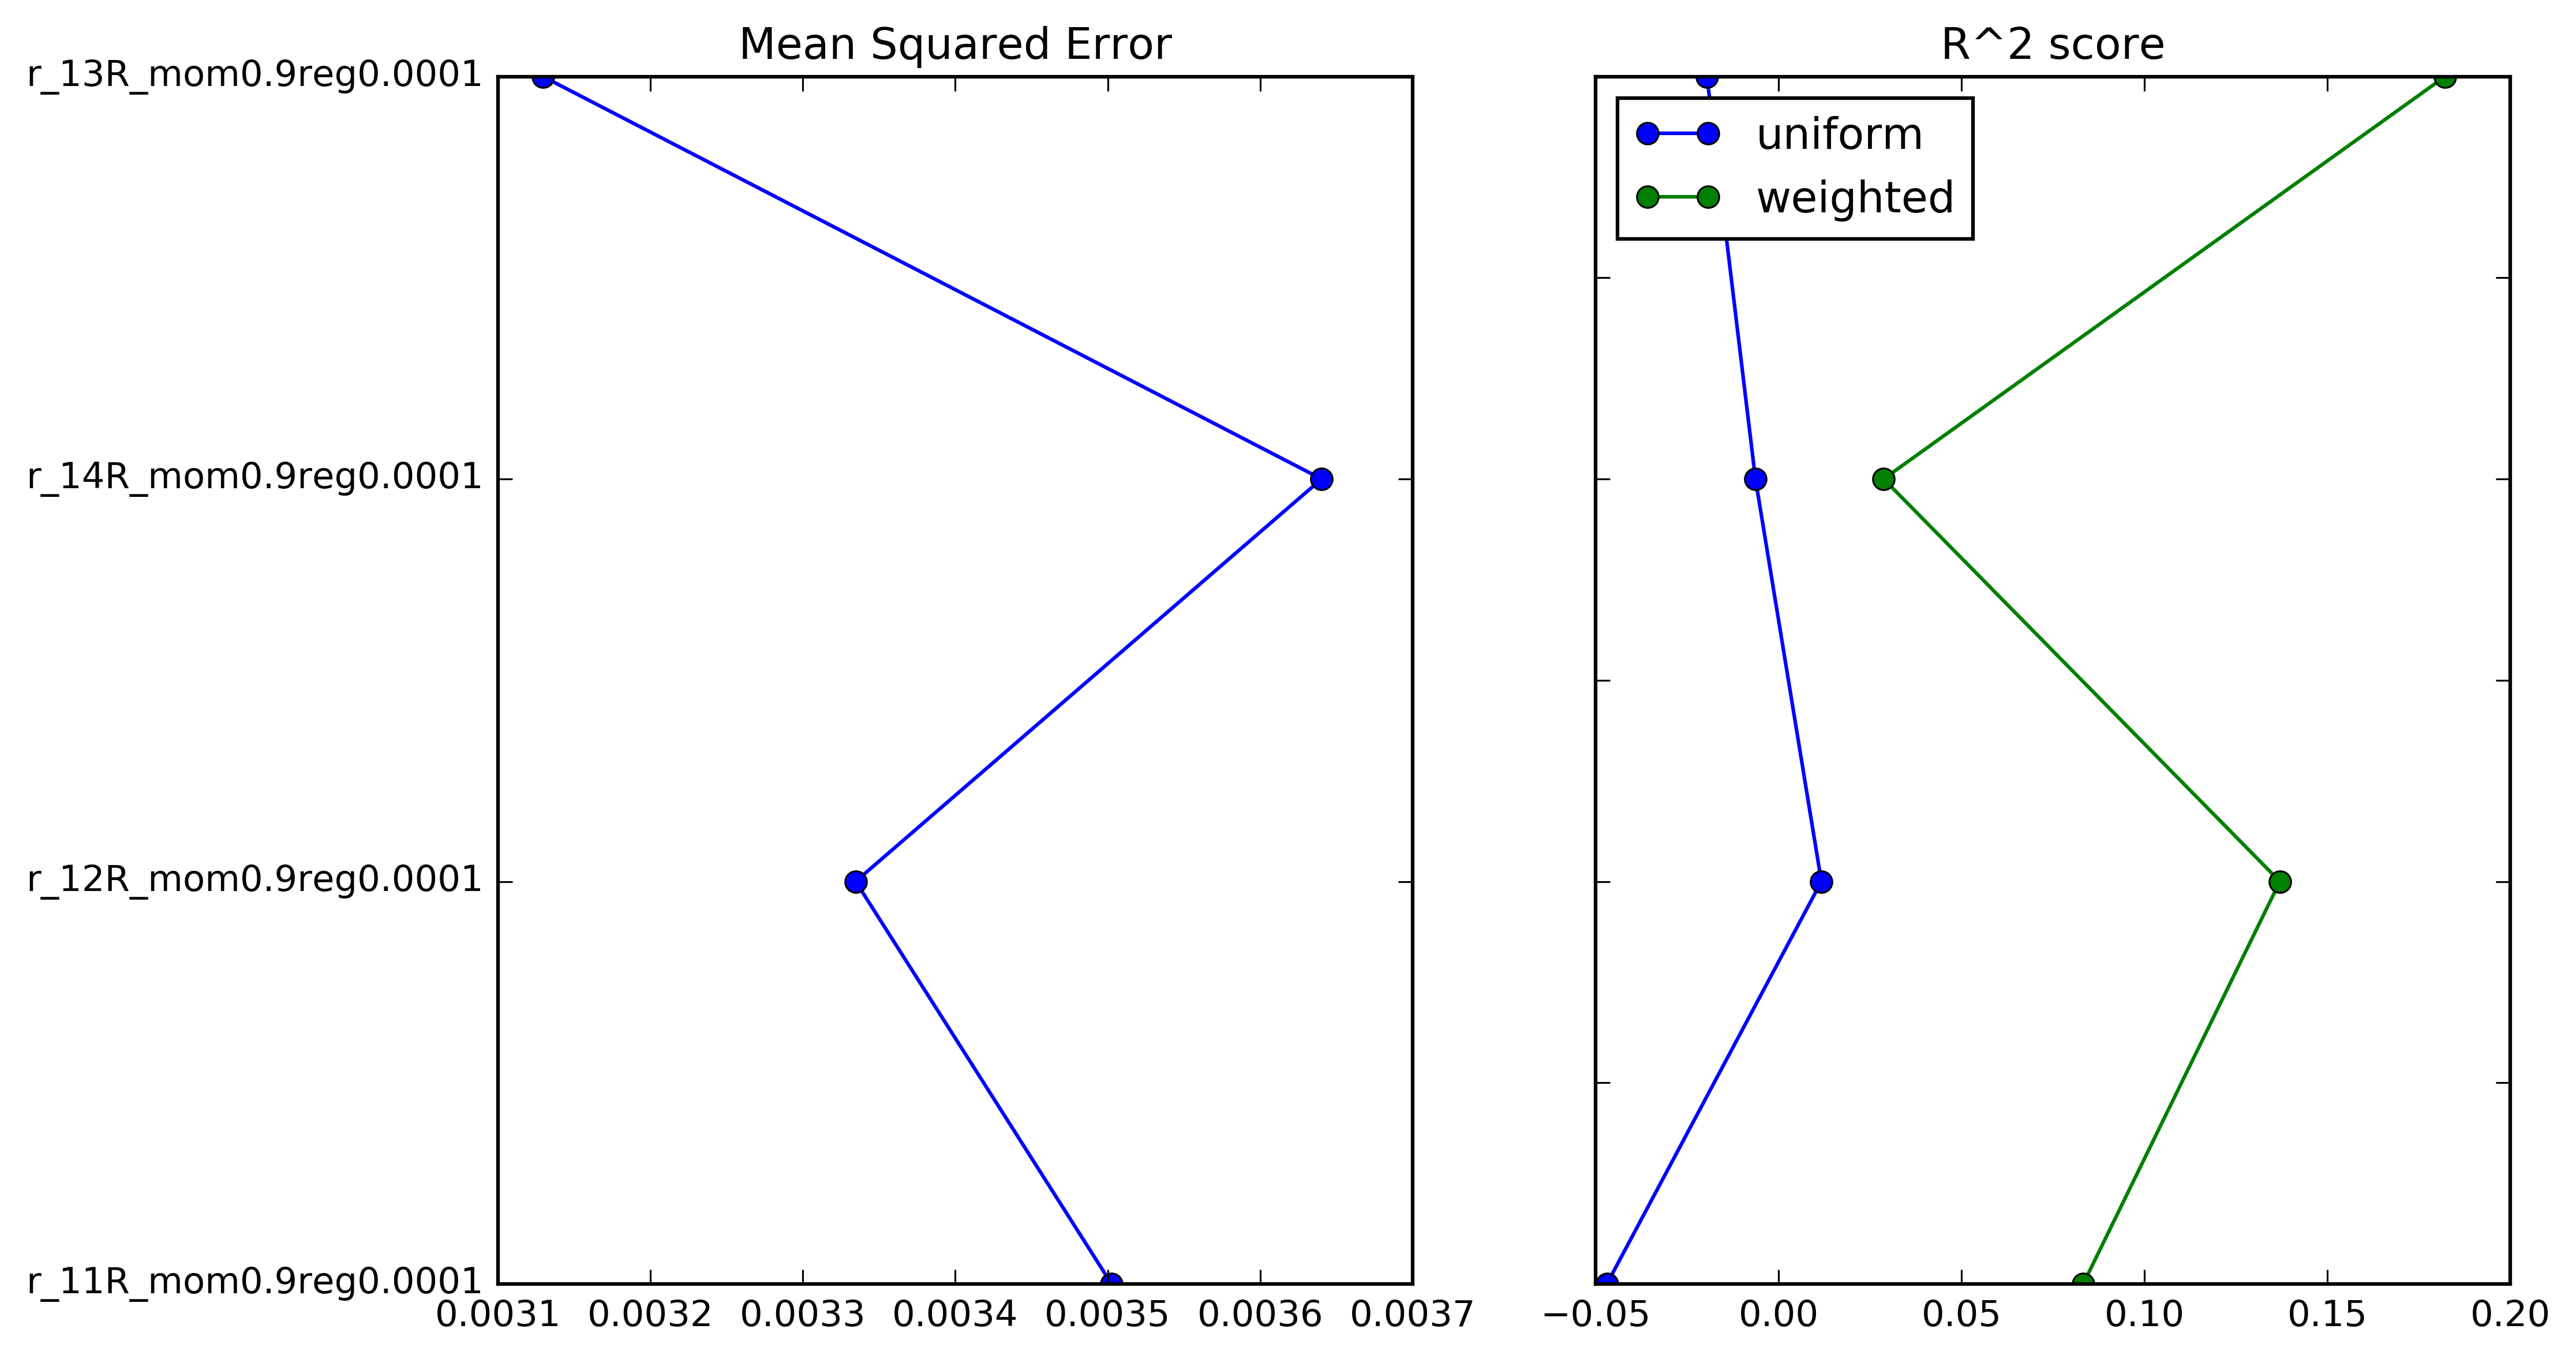 Mean Squared Error
R^2 score
r_13R_mom0.9reg0.0001
r_14R_mom0.9reg0.0001
r_12R_mom0.9reg0.0001
r_11R_mom0.9reg0.0001
0.0031 0.0032 0.0033 0.0034 0.0035 0.0036 0.0037
uniform
weighted
−0.05 0.00 0.05 0.10 0.15 0.20